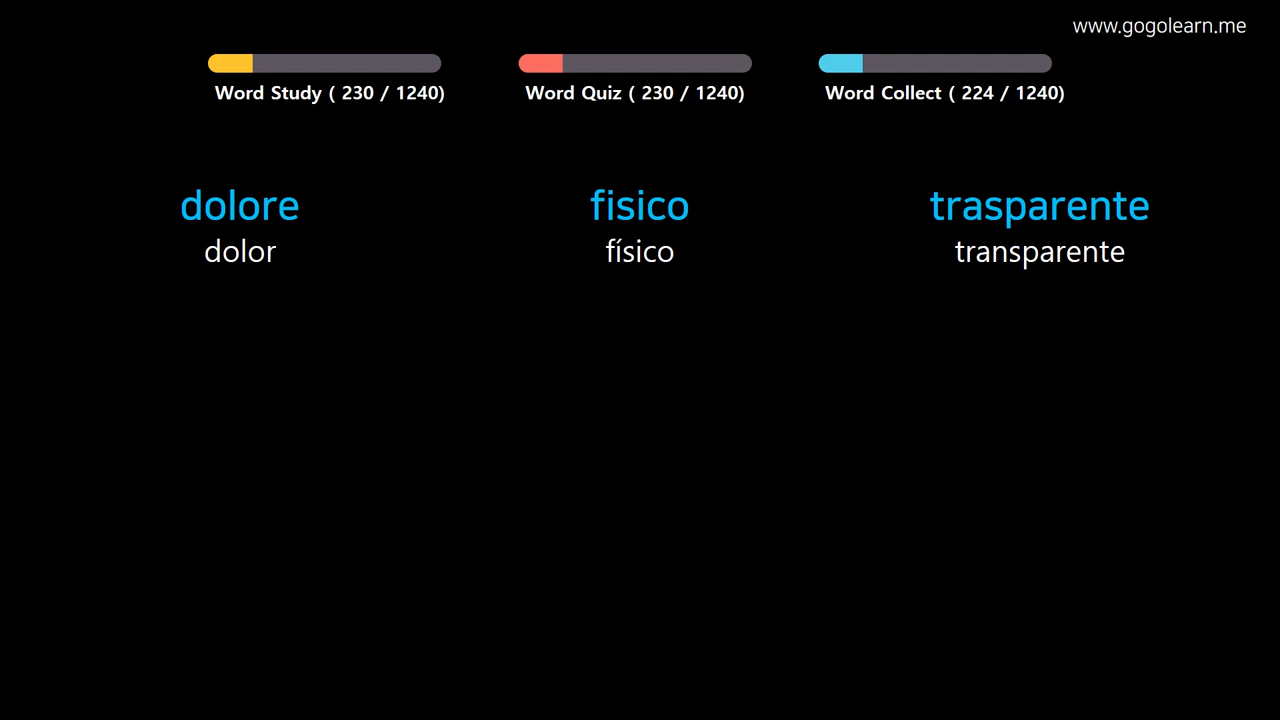 www.gogolearn.me
Word Study ( 230 / 1240)
Word Quiz ( 230 / 1240)
Word Collect ( 224 / 1240)
dolore
dolor
fisico
físico
trasparente
transparente